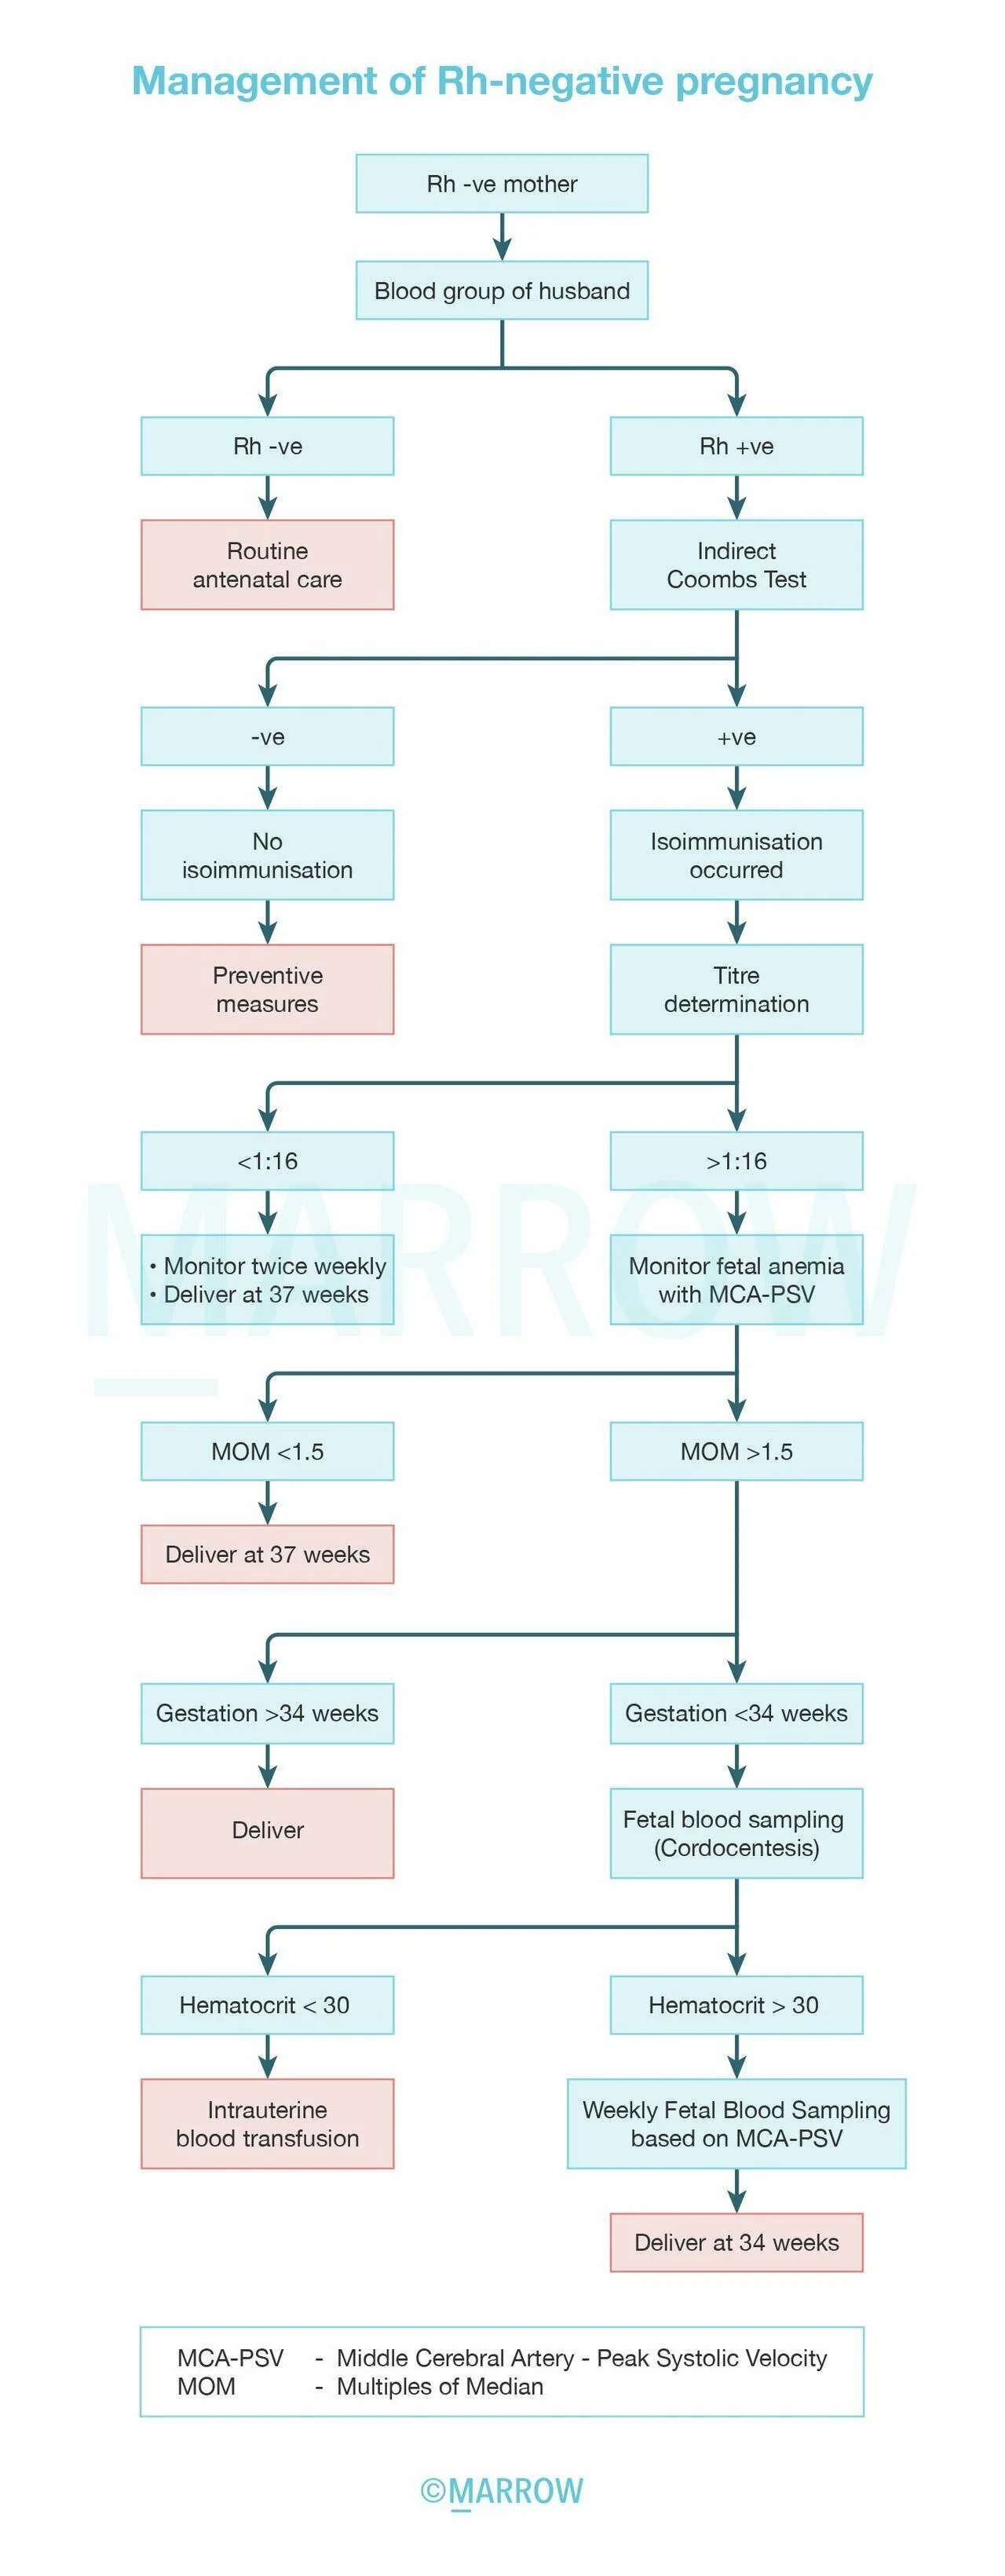 Management of Rh-negative pregnancy
Rh -ve mother
Blood group of husband
Rh -ve
Rh +ve
Routine
antenatal care
Indirect
Coombs Test
-ve
+ve
No
isoimmunisation
Isoimmunisation
occurred
Preventive
measures
Titre
determination
<1:16
>1:16
• Monitor twice weekly
• Deliver at 37 weeks
Monitor fetal anemia
with MCA-PSV
MARROW
MOM <1.5
MOM >1.5
Deliver at 37 weeks
Gestation >34 weeks
Gestation <34 weeks
Deliver
Fetal blood sampling
(Cordocentesis)
Hematocrit < 30
Hematocrit > 30
Intrauterine
blood transfusion
Weekly Fetal Blood Sampling
based on MCA-PSV
Deliver at 34 weeks
MCA-PSV - Middle Cerebral Artery - Peak Systolic Velocity
MOM - Multiples of Median
©MARROW